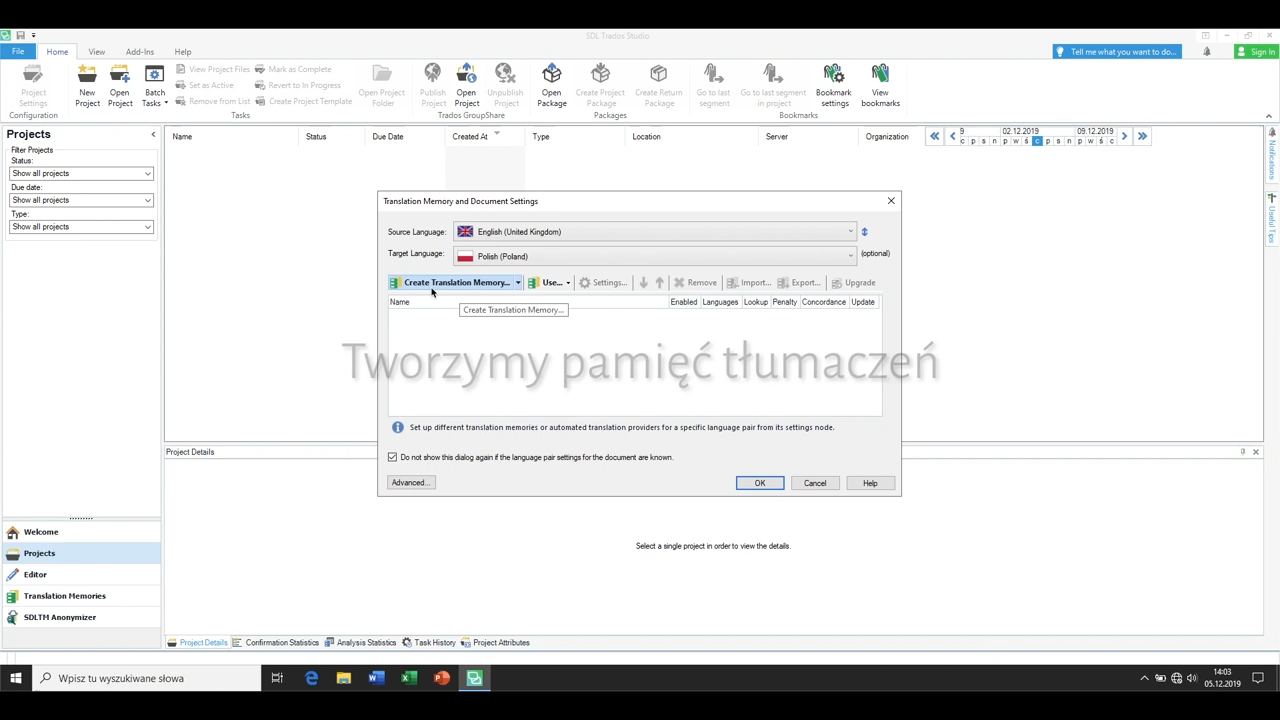 SDL Trados Studio
File Home View Add-Ins Help
Tell me what you want to do...
Sign In
Project Settings
New Project
Open Project
Batch Tasks
View Project Files
Set as Active
Remove from List
Mark as Complete
Revert to In Progress
Create Project Template
Open Project Folder
Publish Project
Open Project
Unpublish Project
Open Package
Create Project Package
Create Return Package
Go to last segment
Go to last segment in project
Bookmark settings
View bookmarks
Configuration Tasks Trados GroupShare Packages Bookmarks
Projects
Filter Projects
Status:
Show all projects
Due date:
Show all projects
Type:
Show all projects
Name Status Due Date Created At Type Location Server Organization
9 02.12.2019 09.12.2019
c p s n p w ś c p s n p w ś c
Notifications
Useful Tips
Translation Memory and Document Settings
Source Language: English (United Kingdom)
Target Language: Polish (Poland) (optional)
Create Translation Memory... Use... Settings... Remove Import... Export... Upgrade
Name Enabled Languages Lookup Penalty Concordance Update
Create Translation Memory...
Tworzymy pamięć tłumaczeń
Set up different translation memories or automated translation providers for a specific language pair from its settings node.
Do not show this dialog again if the language pair settings for the document are known.
Advanced... OK Cancel Help
Project Details
Select a single project in order to view the details.
Welcome
Projects
Editor
Translation Memories
SDLTM Anonymizer
Project Details Confirmation Statistics Analysis Statistics Task History Project Attributes
Wpisz tu wyszukiwane słowa
14:03
05.12.2019